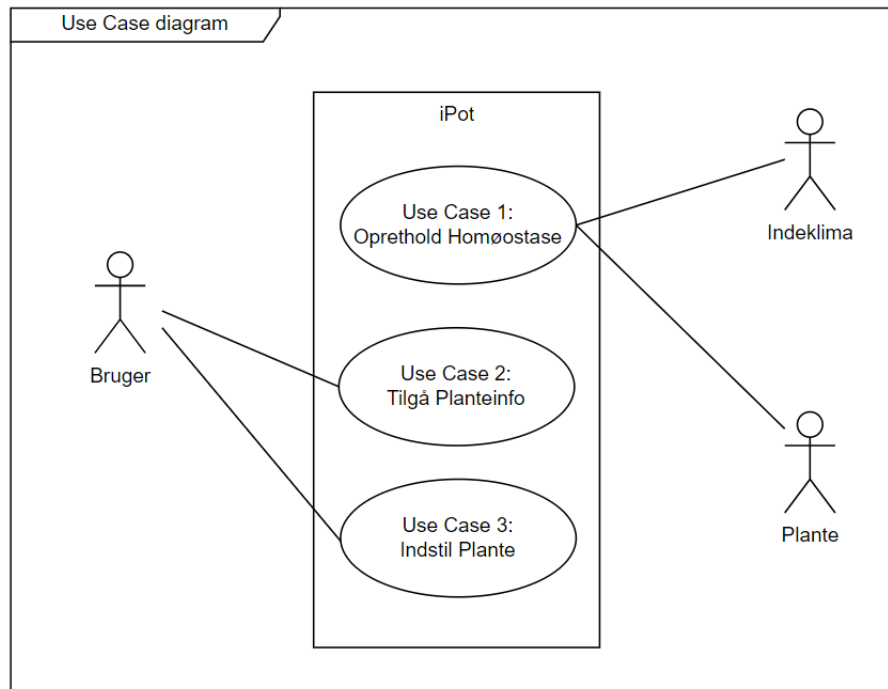 Use Case diagram
iPot
Use Case 1:
Oprethold Homøostase
Indeklima
Bruger
Use Case 2:
Tilgå Planteinfo
Use Case 3:
Indstil Plante
Plante